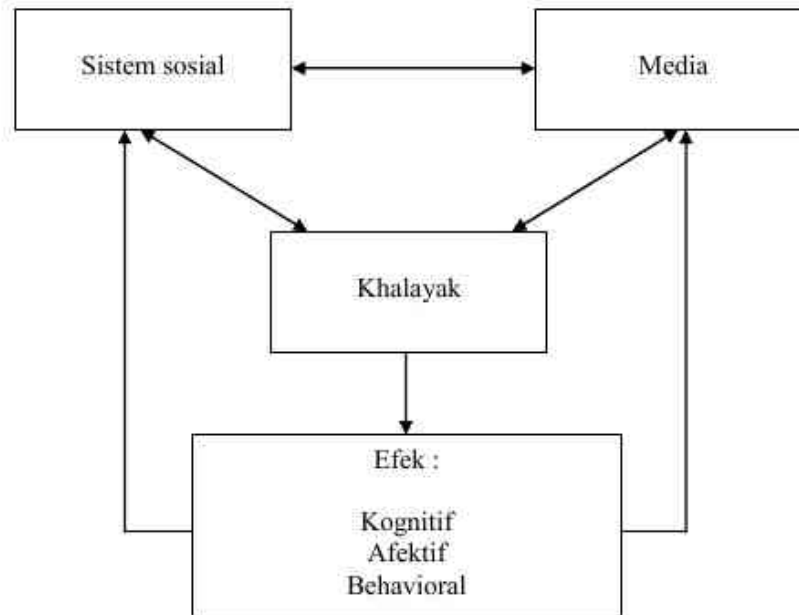 Sistem sosial
Media
Khalayak
Efek :
Kognitif
Afektif
Behavioral